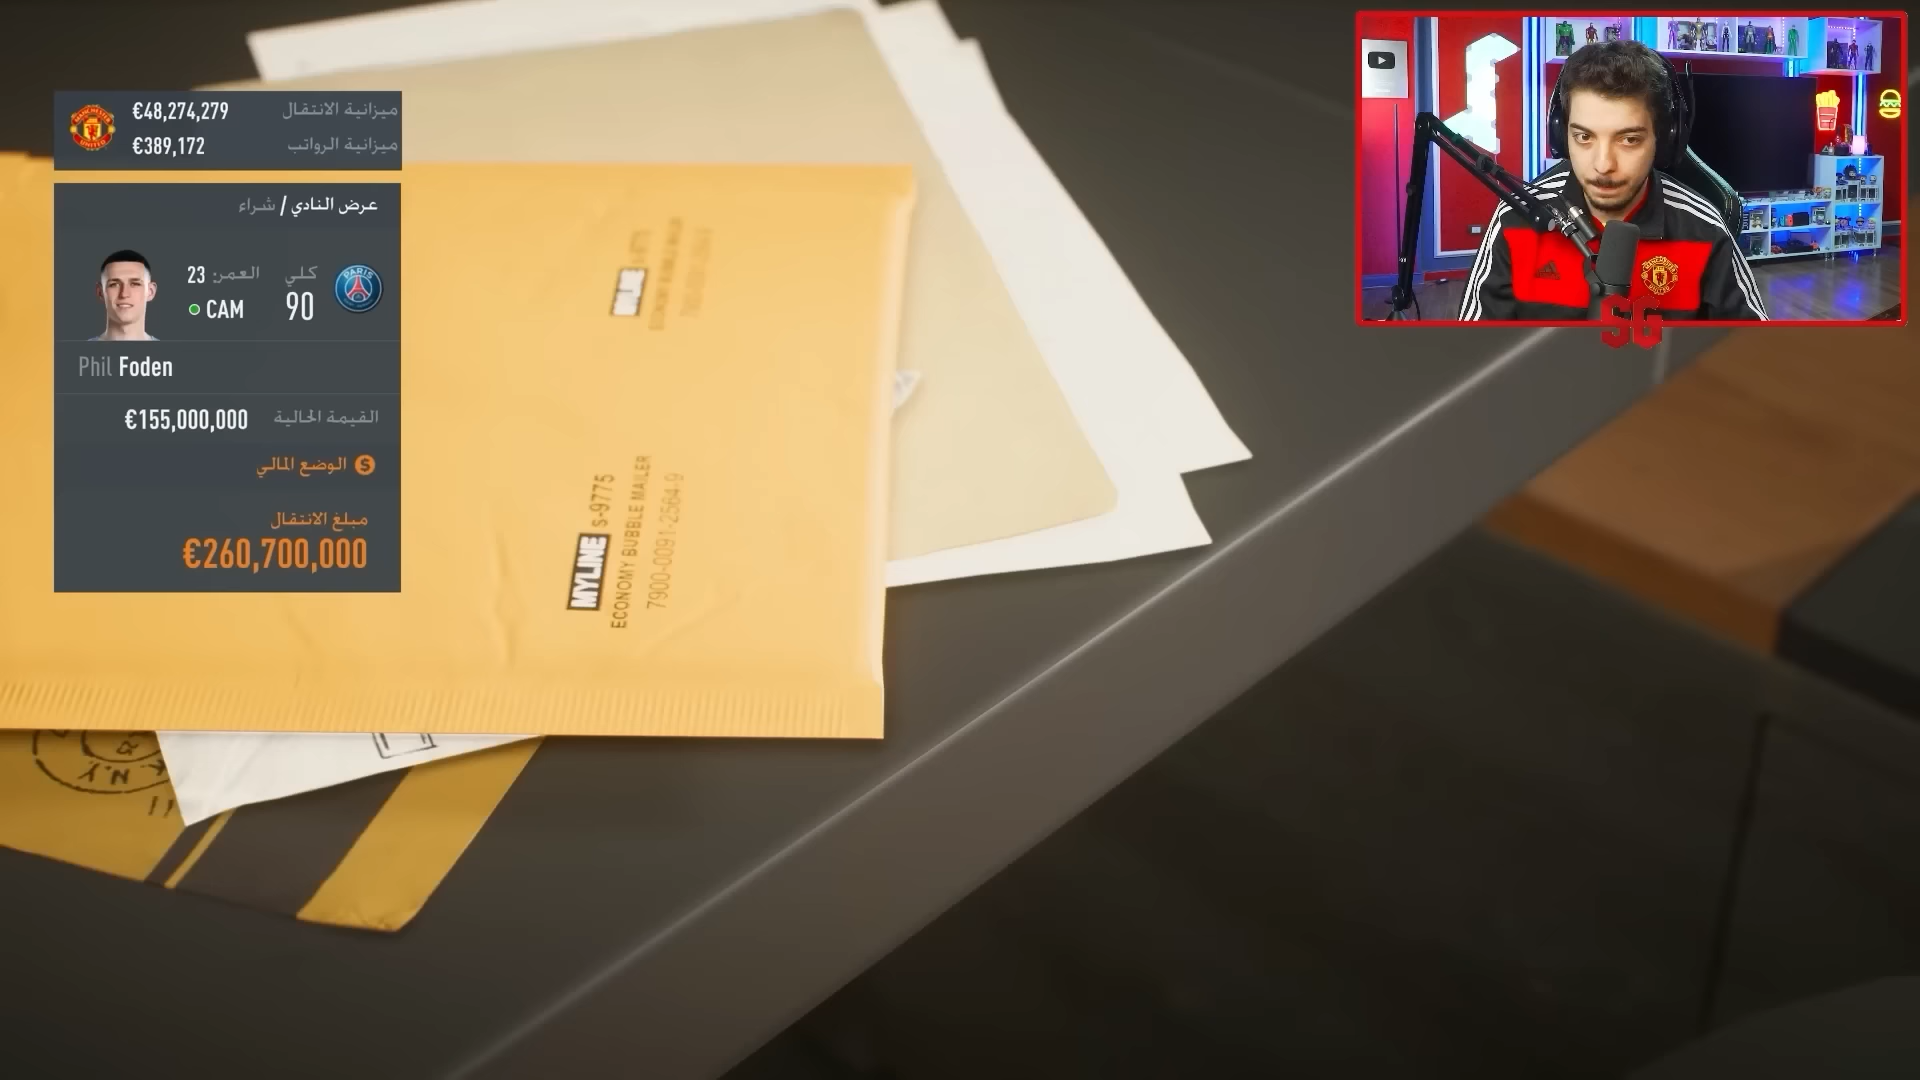 €48,274,279 ميزانية الانتقال
€389,172 ميزانية الرواتب
عرض النادي / شراء
كلي العمر: 23
90 CAM
PARIS
Phil Foden
€155,000,000 القيمة الحالية
الوضع المالي
مبلغ الانتقال
€260,700,000
MYLINE s-9775
ECONOMY BUBBLE MAILER
7900-0091-2564-9
SG